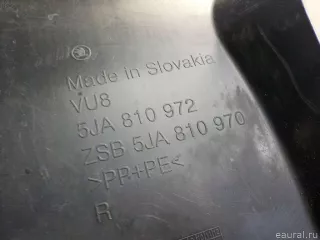 Made in Slovakia
VU8
5JA 810 972
ZSB 5JA 810 970
>PP+PE<
R
© eaural.ru